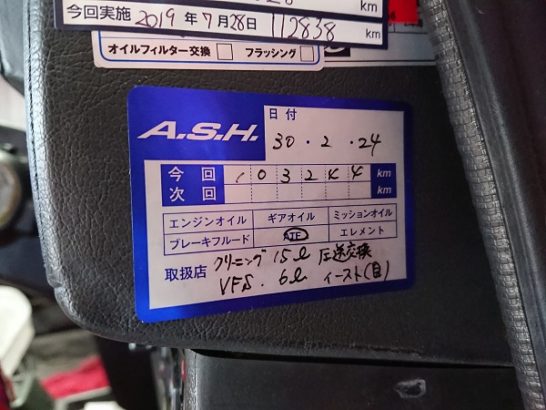 km
今回実施 2019年7月28日 112838 km
オイルフィルター交換 フラッシング
A.S.H.
日付
30.2.24
今回 103244 km
次回 km
エンジンオイル ギアオイル ミッションオイル
ブレーキフルード ATF エレメント
取扱店 クリーニング 15ℓ 圧送交換
VFS. 6ℓ イースト(自)